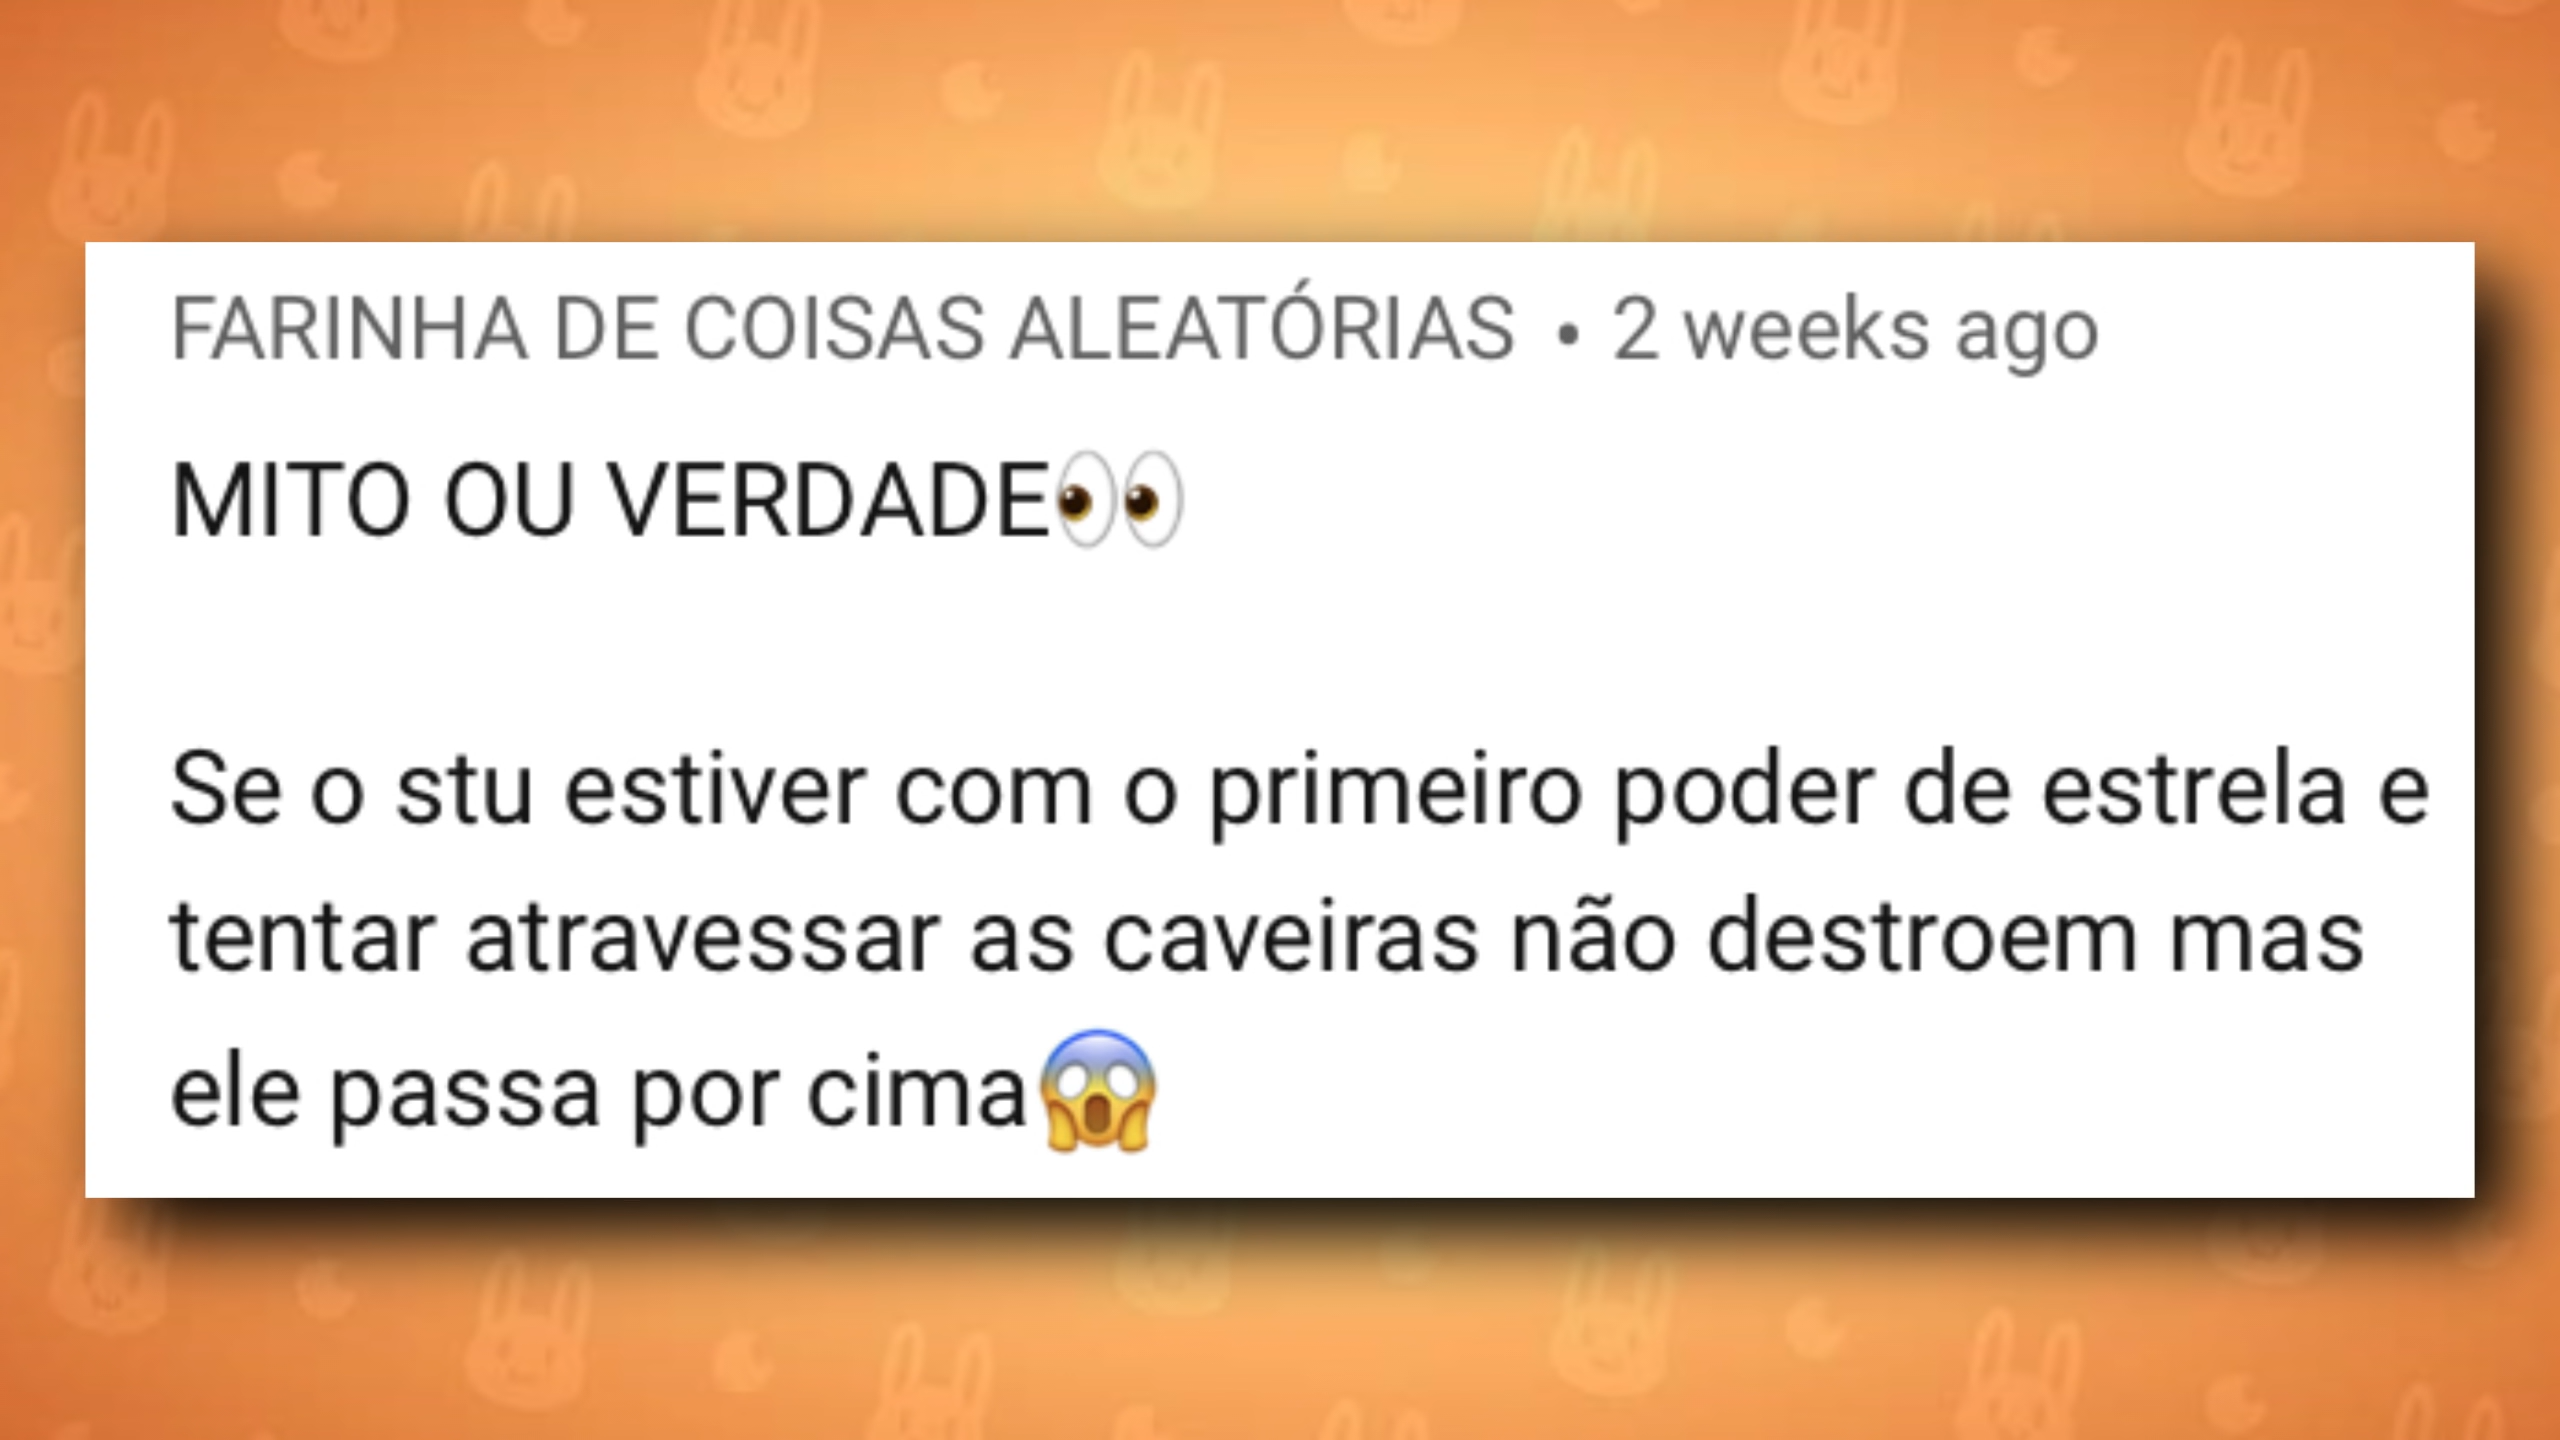 FARINHA DE COISAS ALEATÓRIAS • 2 weeks ago
MITO OU VERDADE👀
Se o stu estiver com o primeiro poder de estrela e
tentar atravessar as caveiras não destroem mas
ele passa por cima😱